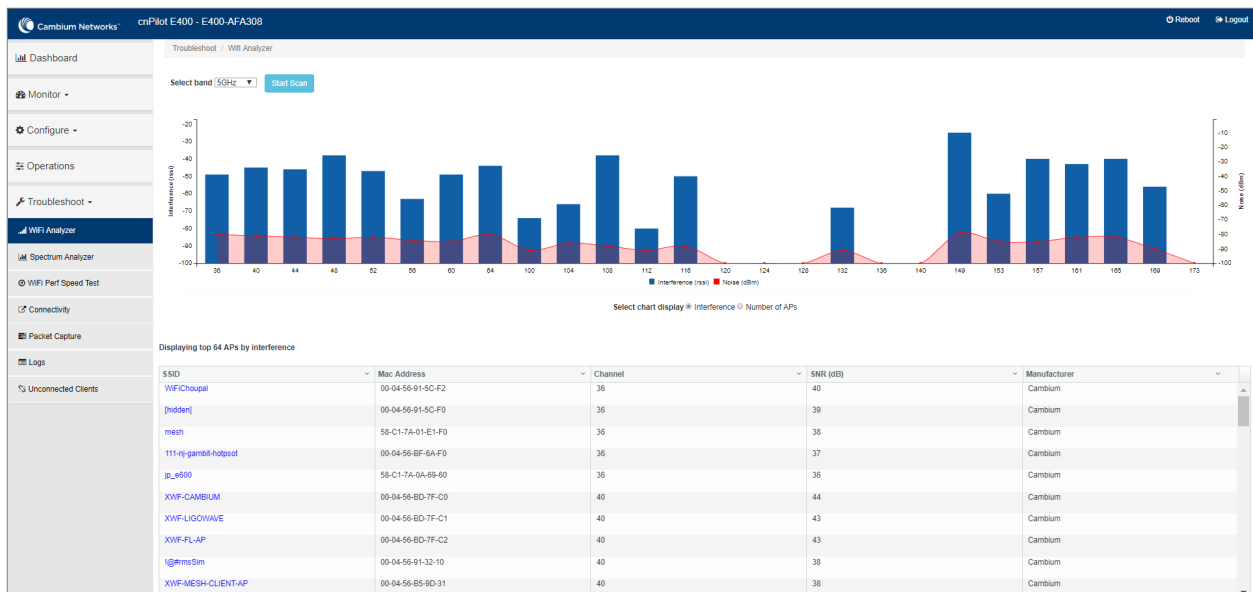 Cambium Networks™ cnPilot E400 - E400-AFA308 Reboot Logout
Troubleshoot / Wifi Analyzer
Dashboard
Monitor
Configure
Operations
Troubleshoot
WiFi Analyzer
Spectrum Analyzer
WiFi Perf Speed Test
Connectivity
Packet Capture
Logs
Unconnected Clients
Select band 5GHz Start Scan
Interference (rssi)
-20
-30
-40
-50
-60
-70
-80
-90
-100
Noise (dBm)
-10
-20
-30
-40
-50
-60
-70
-80
-90
-100
36 40 44 48 52 56 60 64 100 104 108 112 116 120 124 128 132 136 140 149 153 157 161 165 169 173
Interference (rssi) Noise (dBm)
Select chart display Interference Number of APs
Displaying top 64 APs by interference
SSID Mac Address Channel SNR (dB) Manufacturer
WiFiChoupal 00-04-56-91-5C-F2 36 40 Cambium
[hidden] 00-04-56-91-5C-F0 36 39 Cambium
mesh 58-C1-7A-01-E1-F0 36 38 Cambium
111-nj-gambit-hotpsot 00-04-56-BF-6A-F0 36 37 Cambium
jp_e600 58-C1-7A-0A-69-60 36 36 Cambium
XWF-CAMBIUM 00-04-56-BD-7F-C0 40 44 Cambium
XWF-LIGOWAVE 00-04-56-BD-7F-C1 40 43 Cambium
XWF-FL-AP 00-04-56-BD-7F-C2 40 43 Cambium
!@#rmsSim 00-04-56-91-32-10 40 38 Cambium
XWF-MESH-CLIENT-AP 00-04-56-B5-9D-31 40 38 Cambium